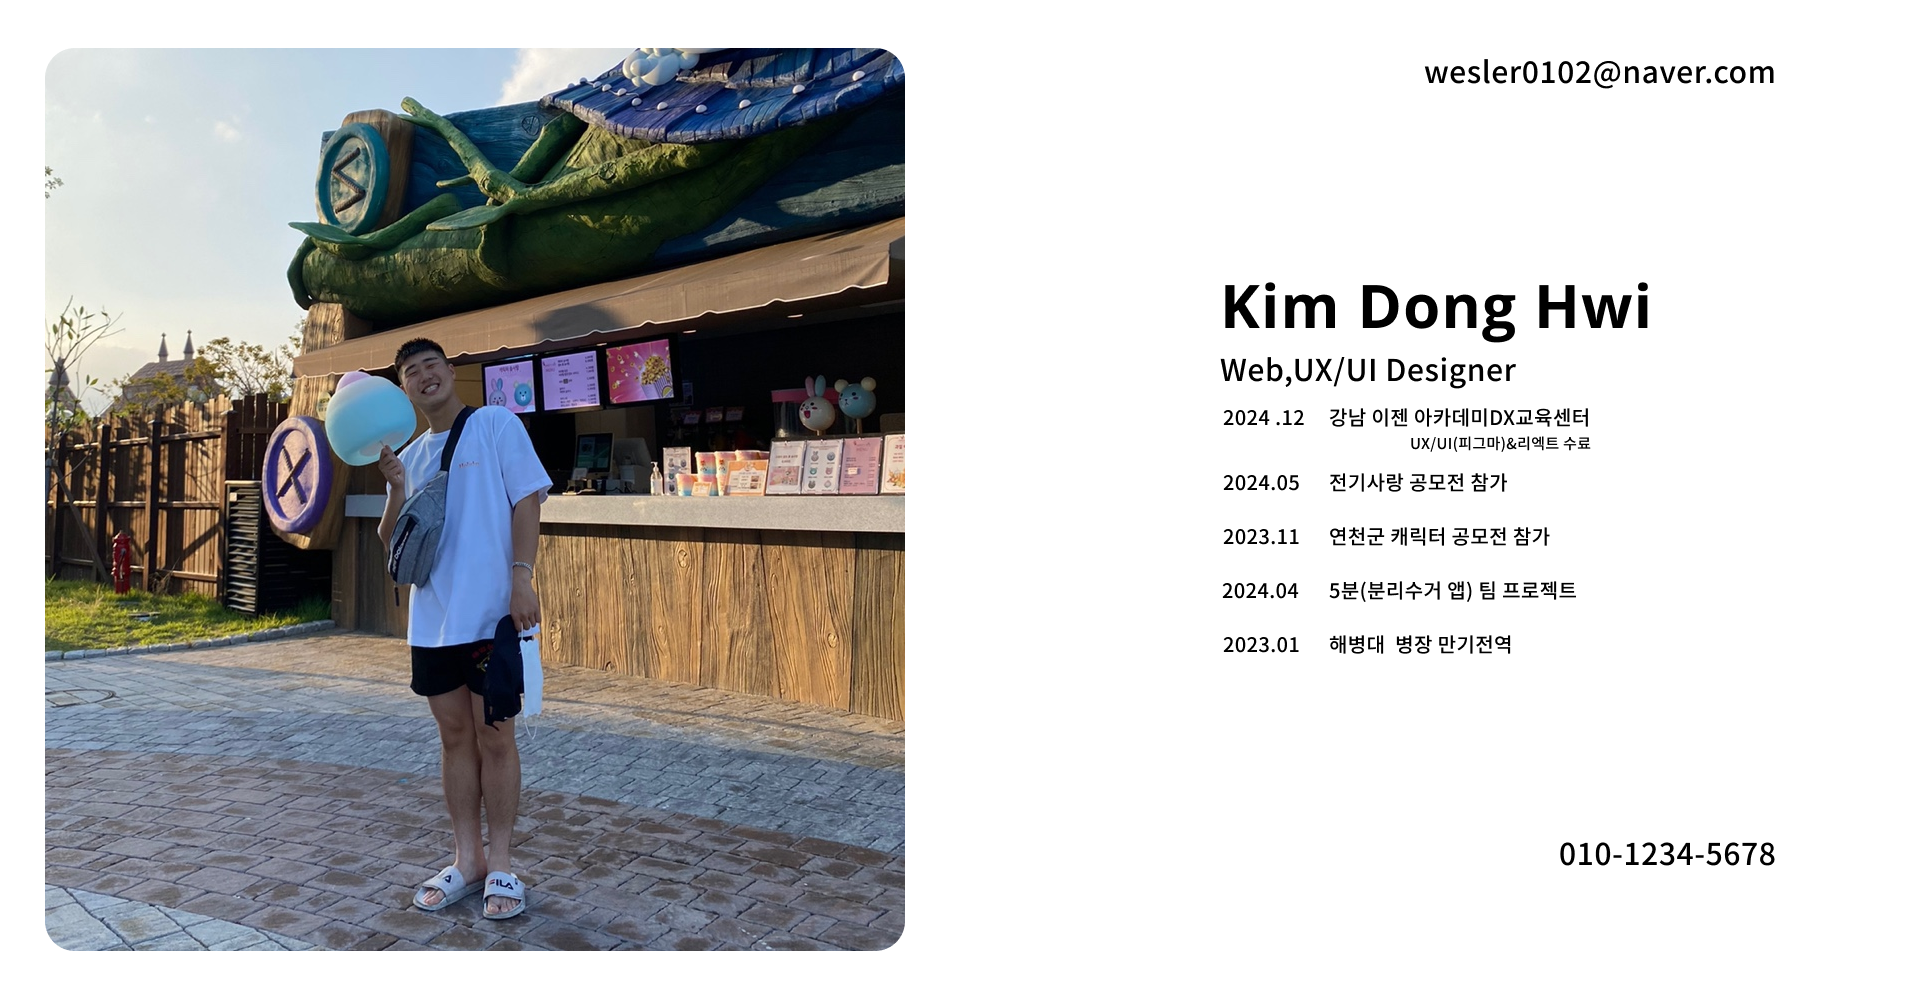 wesler0102@naver.com
Kim Dong Hwi
Web,UX/UI Designer
2024 .12 강남 이젠 아카데미DX교육센터
UX/UI(피그마)&리엑트 수료
2024.05 전기사랑 공모전 참가
2023.11 연천군 캐릭터 공모전 참가
2024.04 5분(분리수거 앱) 팀 프로젝트
2023.01 해병대 병장 만기전역
010-1234-5678
FILA